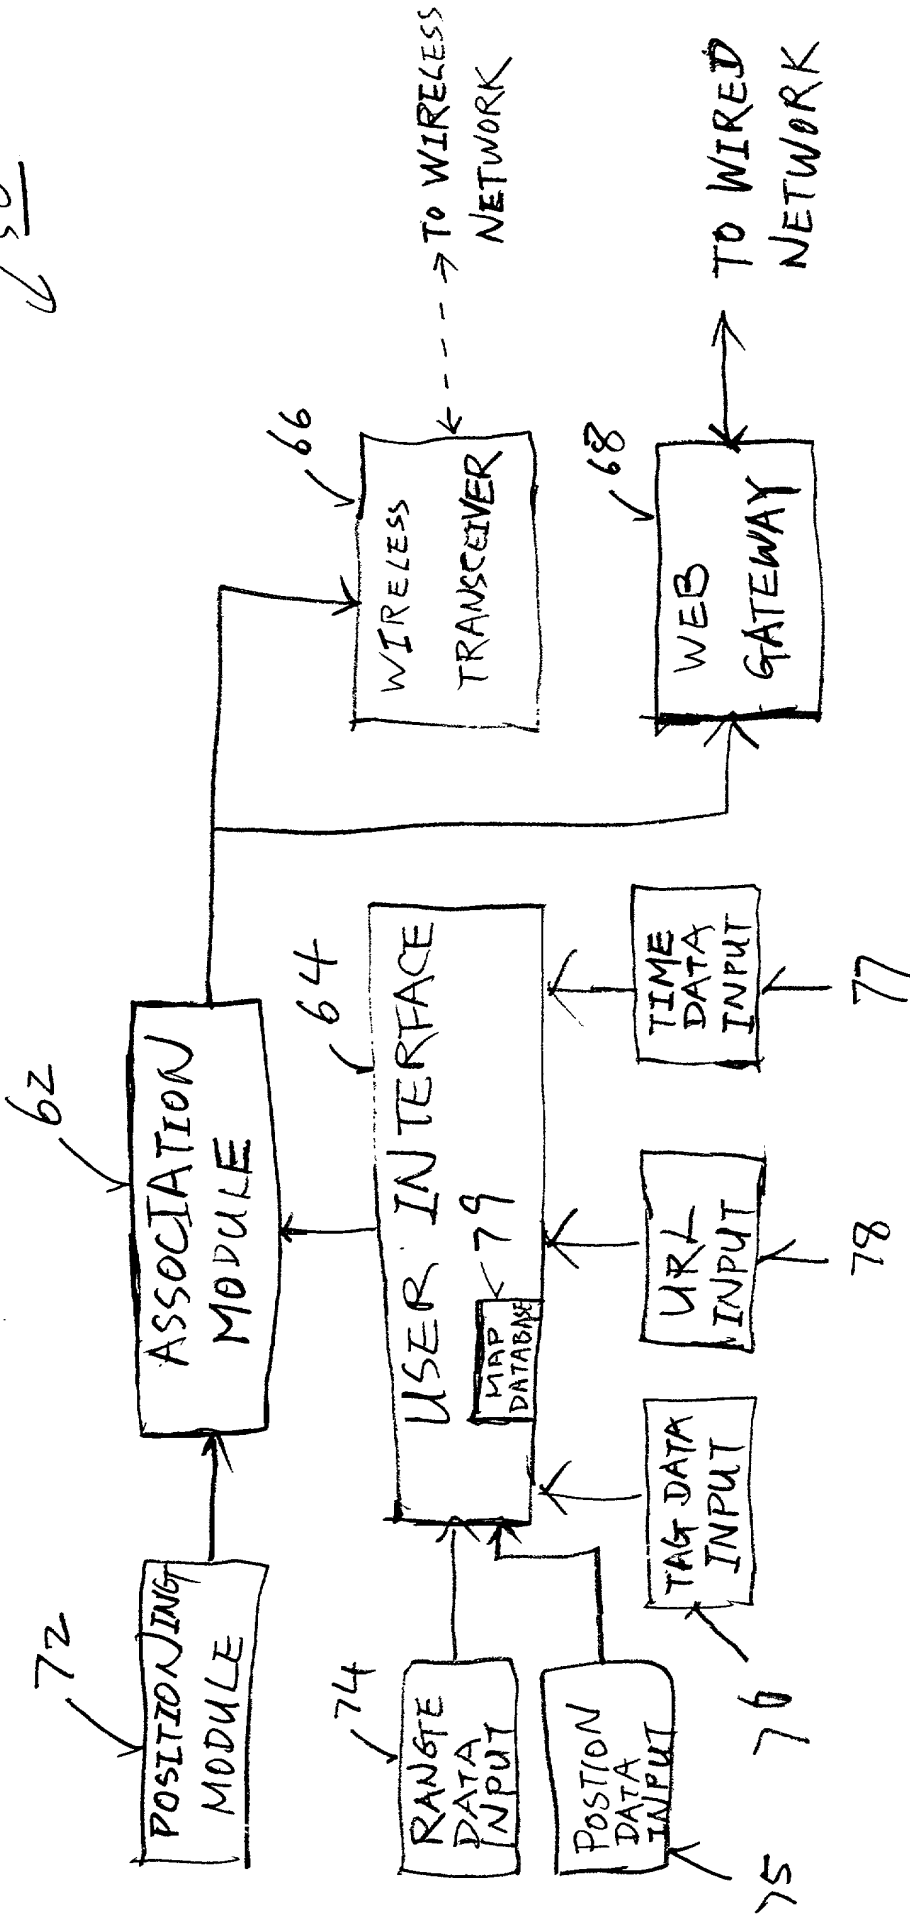 62
72
POSITIONING
MODULE
ASSOCIATION
MODULE
66
WIRELESS
TRANSCEIVER
TO WIRELESS
NETWORK
64
USER INTERFACE
MAP
DATABASE
79
74
RANGE
DATA
INPUT
68
WEB
GATEWAY
TO WIRED
NETWORK
POSTION
DATA
INPUT
75
TAG DATA
INPUT
76
URL
INPUT
78
TIME
DATA
INPUT
77